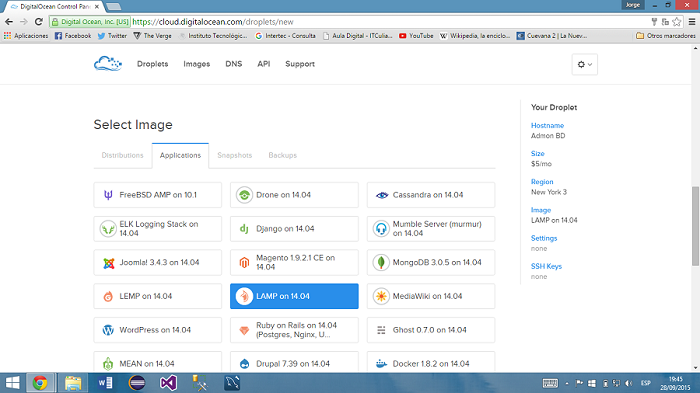 DigitalOcean Control Pan
Jorge
Digital Ocean, Inc. [US]
https://cloud.digitalocean.com/droplets/new
Aplicaciones
Facebook
Twitter
The Verge
Instituto Tecnológic...
Intertec - Consulta
Aula Digital - ITCulia...
YouTube
Wikipedia, la enciclo...
Cuevana 2 | La Nuev...
Otros marcadores
Droplets
Images
DNS
API
Support
Select Image
Distributions
Applications
Snapshots
Backups
FreeBSD AMP on 10.1
Drone on 14.04
Cassandra on 14.04
ELK Logging Stack on
14.04
Django on 14.04
Mumble Server (murmur)
on 14.04
Joomla! 3.4.3 on 14.04
Magento 1.9.2.1 CE on
14.04
MongoDB 3.0.5 on 14.04
LEMP on 14.04
LAMP on 14.04
MediaWiki on 14.04
WordPress on 14.04
Ruby on Rails on 14.04
(Postgres, Nginx, U...
Ghost 0.7.0 on 14.04
MEAN on 14.04
Drupal 7.39 on 14.04
Docker 1.8.2 on 14.04
Your Droplet
Hostname
Admon BD
Size
$5/mo
Region
New York 3
Image
LAMP on 14.04
Settings
none
SSH Keys
none
ESP
19:45
28/09/2015